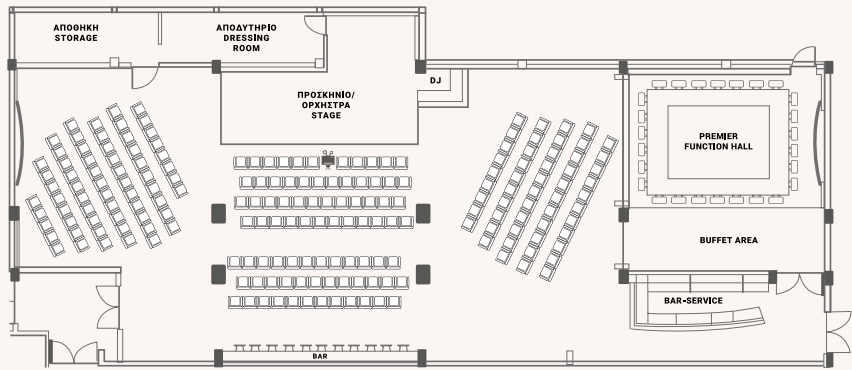 ΑΠΟΘΗΚΗ
STORAGE
ΑΠΟΔΥΤΗΡΙΟ
DRESSING
ROOM
ΠΡΟΣΚΗΝΙΟ/
ΟΡΧΗΣΤΡΑ
STAGE
DJ
PREMIER
FUNCTION HALL
BUFFET AREA
BAR-SERVICE
BAR